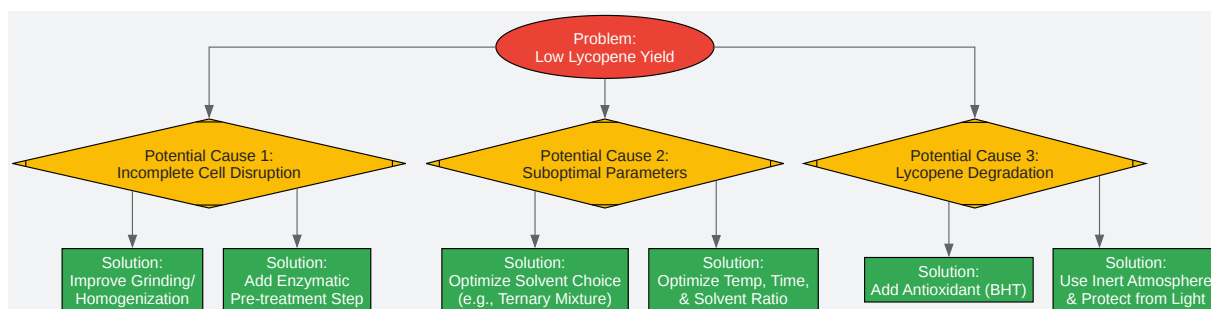 Problem:
Low Lycopene Yield
Potential Cause 1:
Incomplete Cell Disruption
Potential Cause 2:
Suboptimal Parameters
Potential Cause 3:
Lycopene Degradation
Solution:
Improve Grinding/
Homogenization
Solution:
Add Enzymatic
Pre-treatment Step
Solution:
Optimize Solvent Choice
(e.g., Ternary Mixture)
Solution:
Optimize Temp, Time,
& Solvent Ratio
Solution:
Add Antioxidant (BHT)
Solution:
Use Inert Atmosphere
& Protect from Light